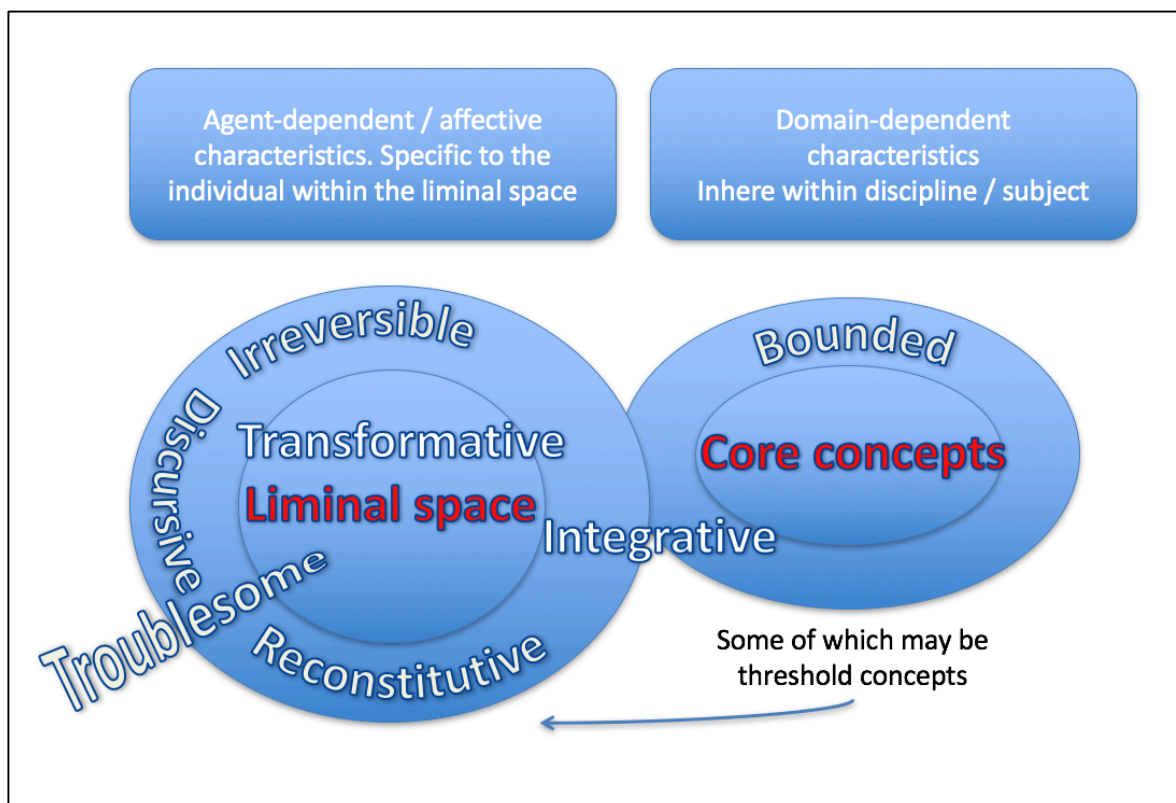 Agent-dependent / affective
characteristics. Specific to the
individual within the liminal space
Domain-dependent
characteristics
Inhere within discipline / subject
Irreversible
Discursive
Transformative
Liminal space
Troublesome
Reconstitutive
Integrative
Bounded
Core concepts
Some of which may be
threshold concepts